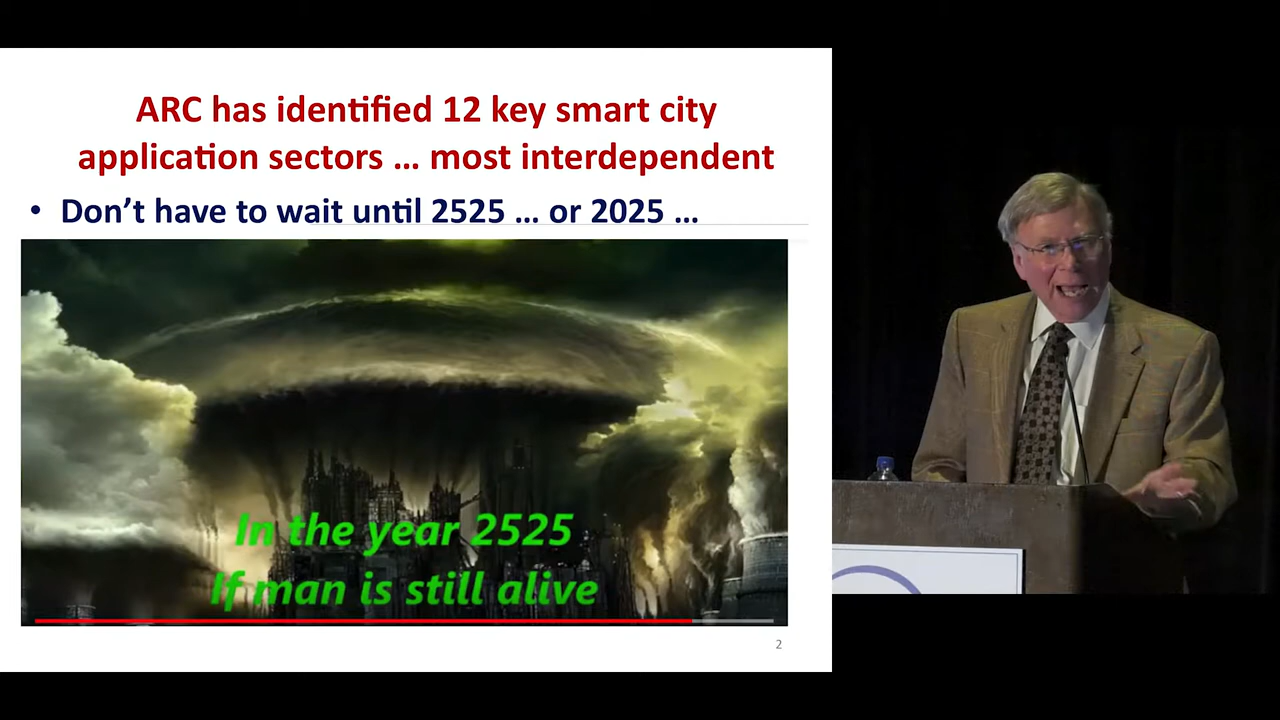 ARC has identified 12 key smart city
application sectors … most interdependent
• Don’t have to wait until 2525 … or 2025 …
In the year 2525
If man is still alive
2